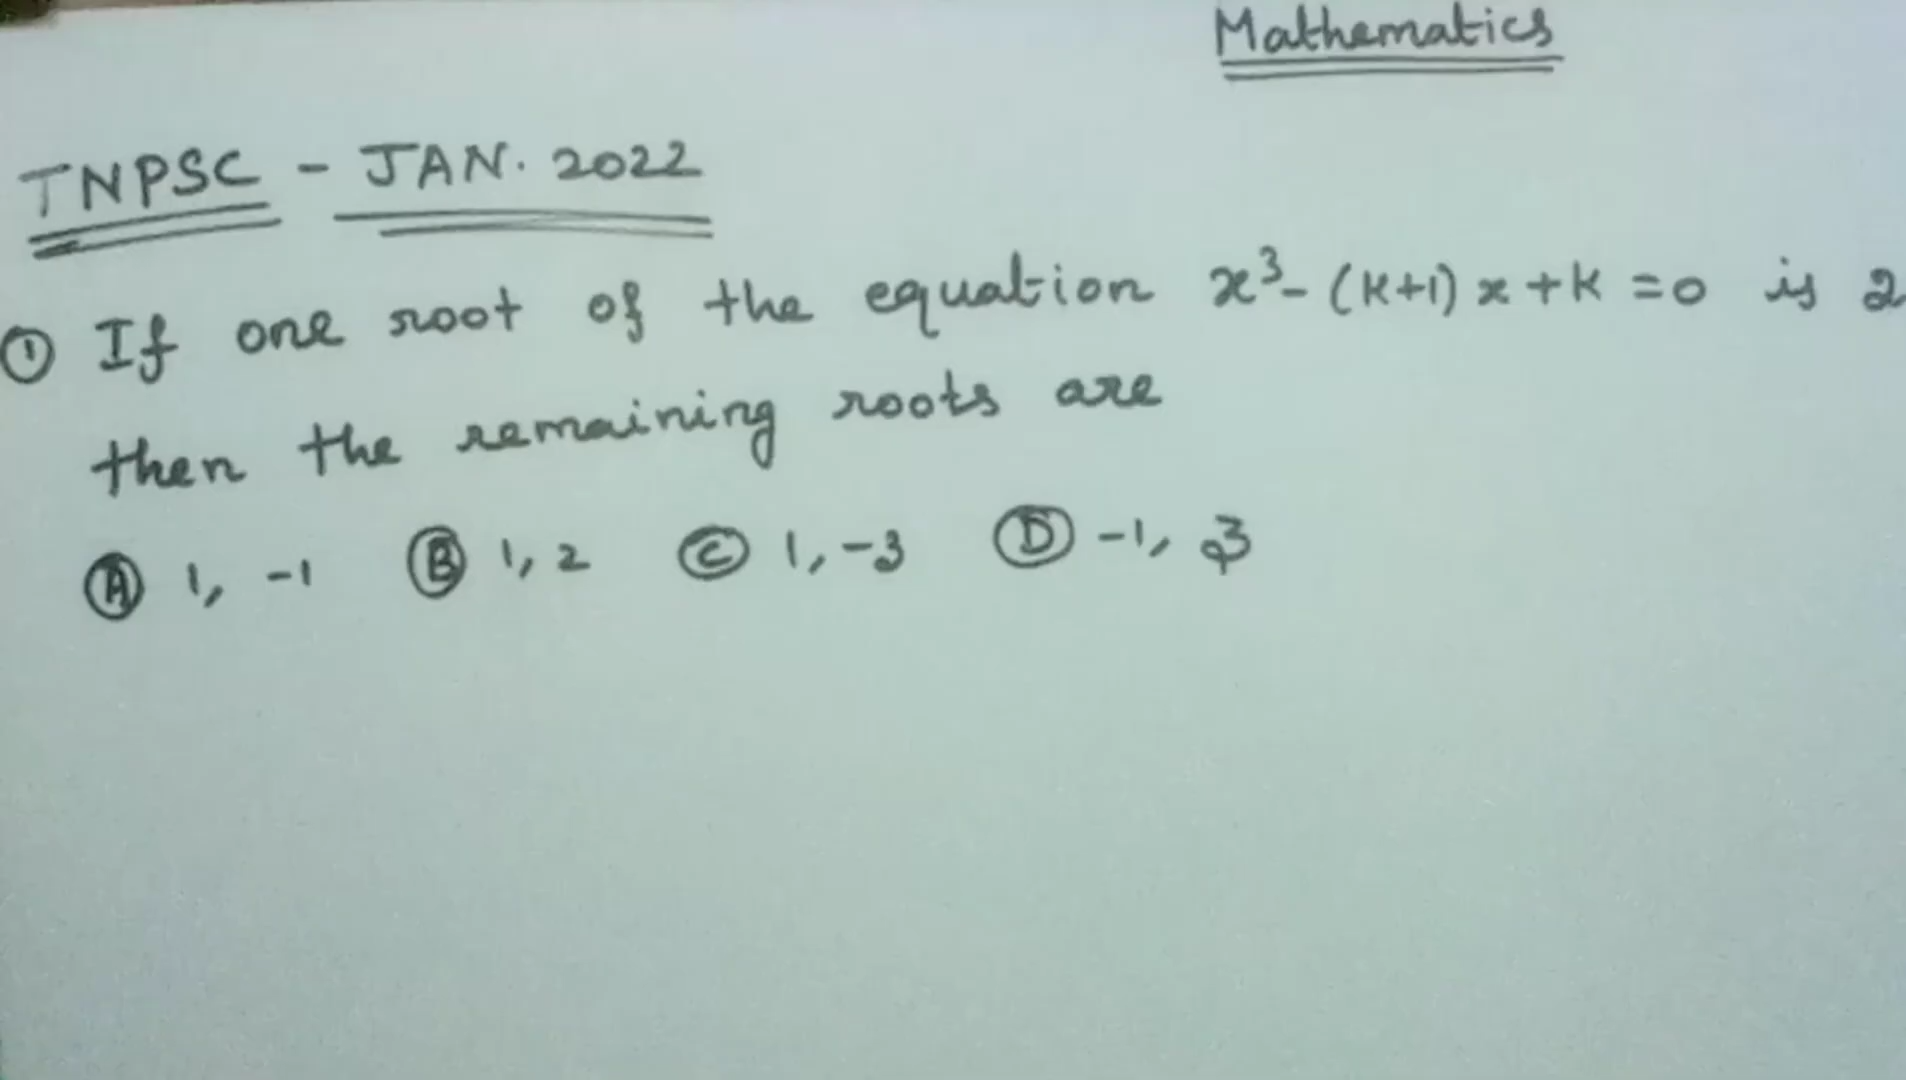 Mathematics
TNPSC - JAN. 2022
① If one root of the equation x³- (k+1) x + k = 0 is 2
then the remaining roots are
Ⓐ 1, -1 Ⓑ 1, 2 Ⓒ 1, -3 Ⓓ -1, 3